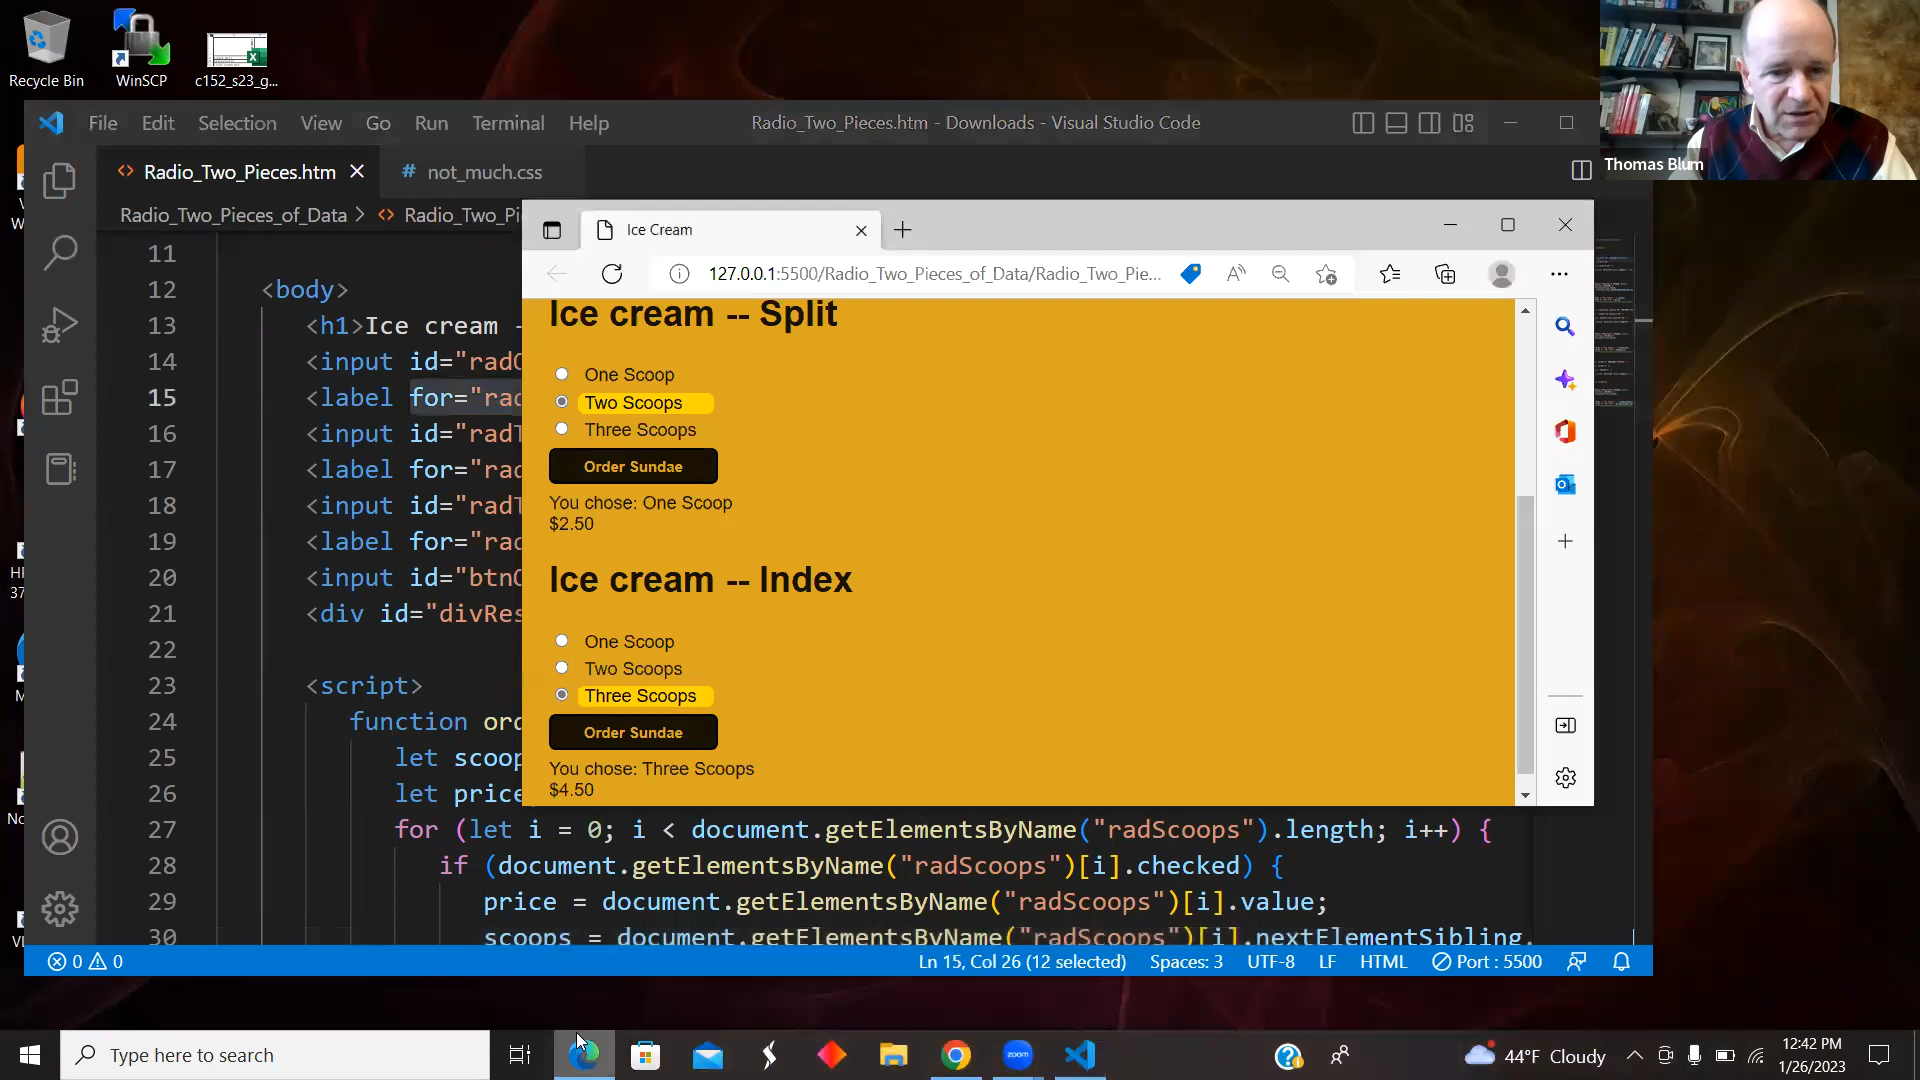 Recycle Bin
WinSCP
c152_s23_g...
File Edit Selection View Go Run Terminal Help
Radio_Two_Pieces.htm - Downloads - Visual Studio Code
Thomas Blum
Radio_Two_Pieces.htm
# not_much.css
Radio_Two_Pieces_of_Data > Radio_Two_Pi
Ice Cream
127.0.0.1:5500/Radio_Two_Pieces_of_Data/Radio_Two_Pie...
11
12 <body>
13 <h1>Ice cream -
14 <input id="rad
15 <label for="rad
16 <input id="rad
17 <label for="rad
18 <input id="rad
19 <label for="rad
20 <input id="btn
21 <div id="divRes
22
23 <script>
24 function ord
25 let scoop
26 let price
27 for (let i = 0; i < document.getElementsByName("radScoops").length; i++) {
28 if (document.getElementsByName("radScoops")[i].checked) {
29 price = document.getElementsByName("radScoops")[i].value;
30 scoops = document.getElementsByName("radScoops")[i].nextElementSibling.
Ice cream -- Split
One Scoop
Two Scoops
Three Scoops
Order Sundae
You chose: One Scoop
$2.50
Ice cream -- Index
One Scoop
Two Scoops
Three Scoops
Order Sundae
You chose: Three Scoops
$4.50
0 0
Ln 15, Col 26 (12 selected) Spaces: 3 UTF-8 LF HTML Port : 5500
Type here to search
zoom
44°F Cloudy
12:42 PM
1/26/2023